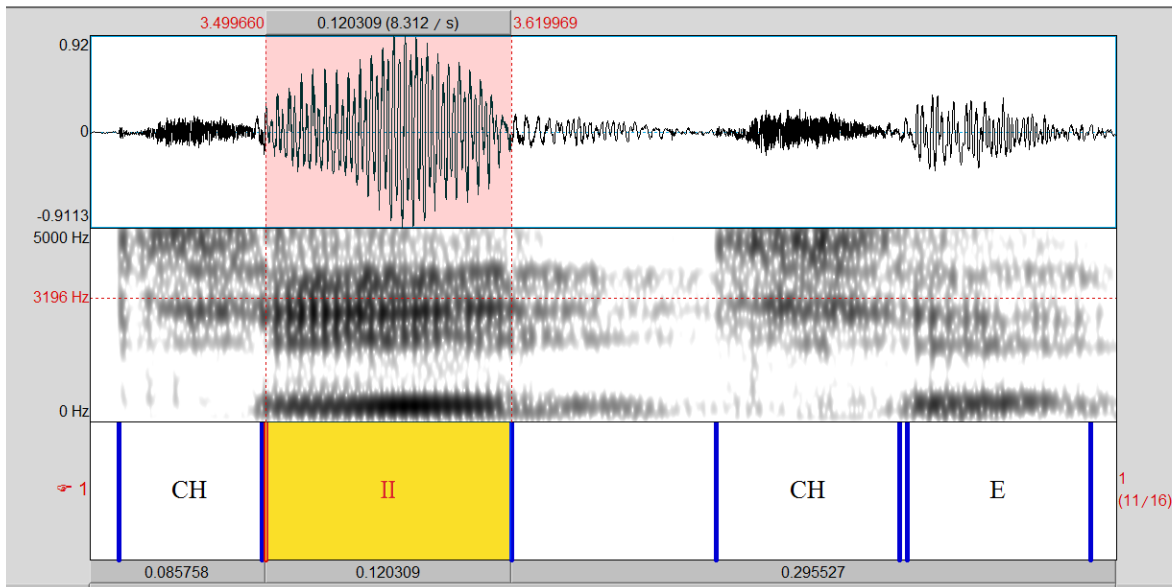 3.499660 0.120309 (8.312 / s) 3.619969
0.92
0
-0.9113
5000 Hz
3196 Hz
0 Hz
☞ 1 CH II CH E 1
(11/16)
0.085758 0.120309 0.295527